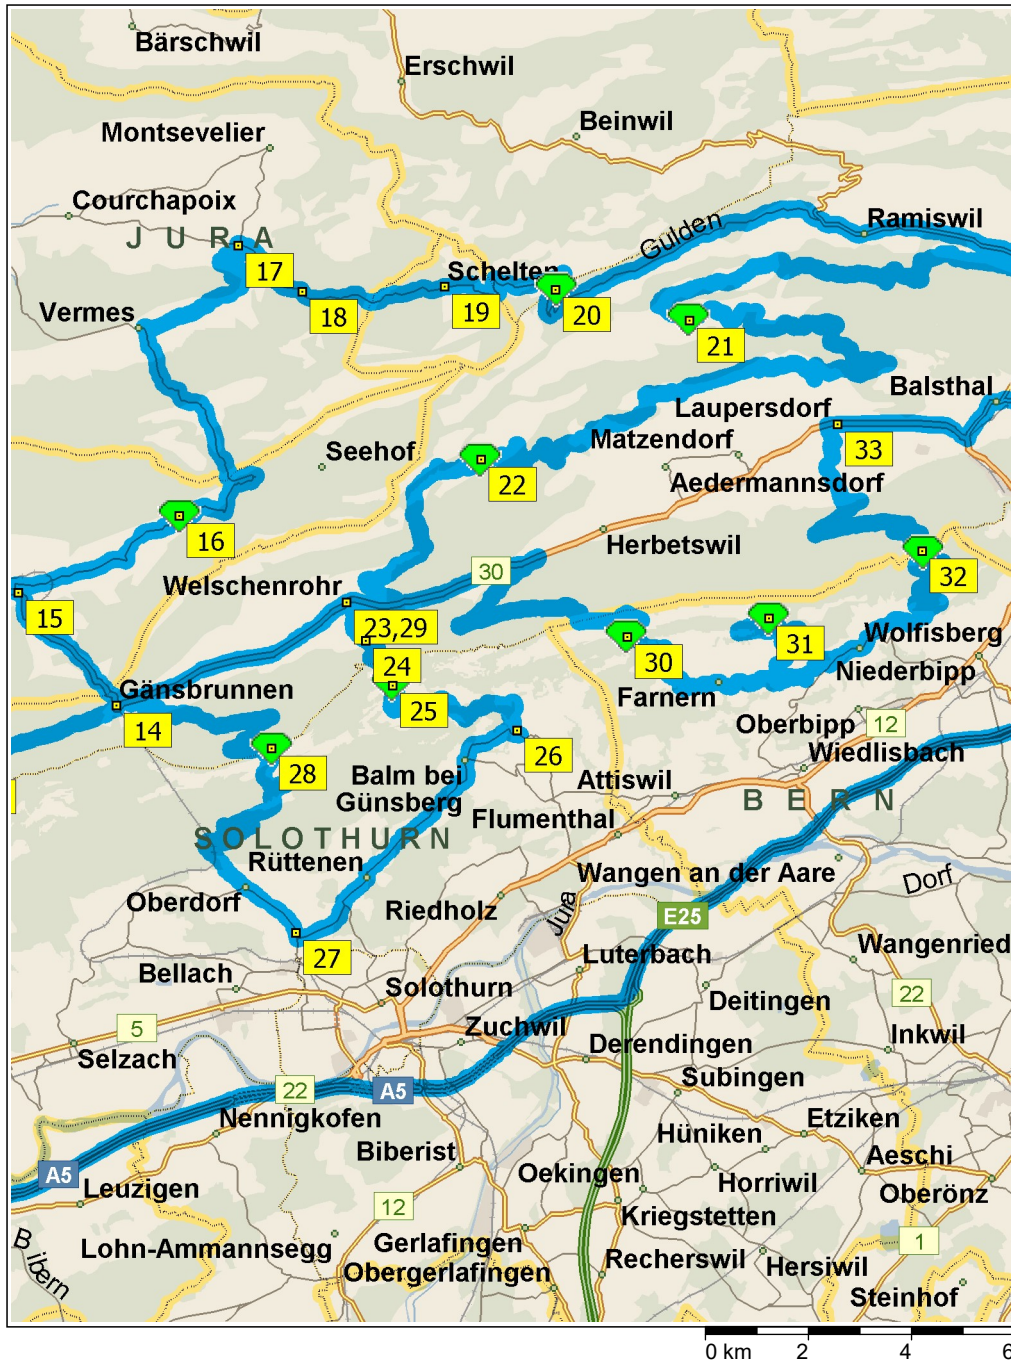 Bärschwil
Erschwil
Beinwil
Montsevelier
Courchapoix
JURA
Gulden
Ramiswil
17
Schelten
Vermes
18
19
20
21
Balsthal
Laupersdorf
Matzendorf
33
Seehof
22
Aedermannsdorf
16
Herbetswil
30
Welschenrohr
32
15
23,29
31
Wolfisberg
24
30
Niederbipp
Gänsbrunnen
Farnern
25
14
Oberbipp
12
26
Wiedlisbach
28
Balm bei
Günsberg
Attiswil
BERN
Flumenthal
SOLOTHURN
Rüttenen
Wangen an der Aare
Dorf
Oberdorf
Riedholz
Jura
E25
27
Luterbach
Wangenried
Bellach
Solothurn
Deitingen
22
5
Zuchwil
Inkwil
Selzach
Derendingen
Subingen
22
A5
Nennigkofen
Etziken
Hüniken
Biberist
Aeschi
A5
Oekingen
Leuzigen
Horriwil
Oberönz
12
Kriegstetten
1
Bibern
Lohn-Ammannsegg
Gerlafingen
Recherswil
Hersiwil
Obergerlafingen
Steinhof
0 km 2 4 6